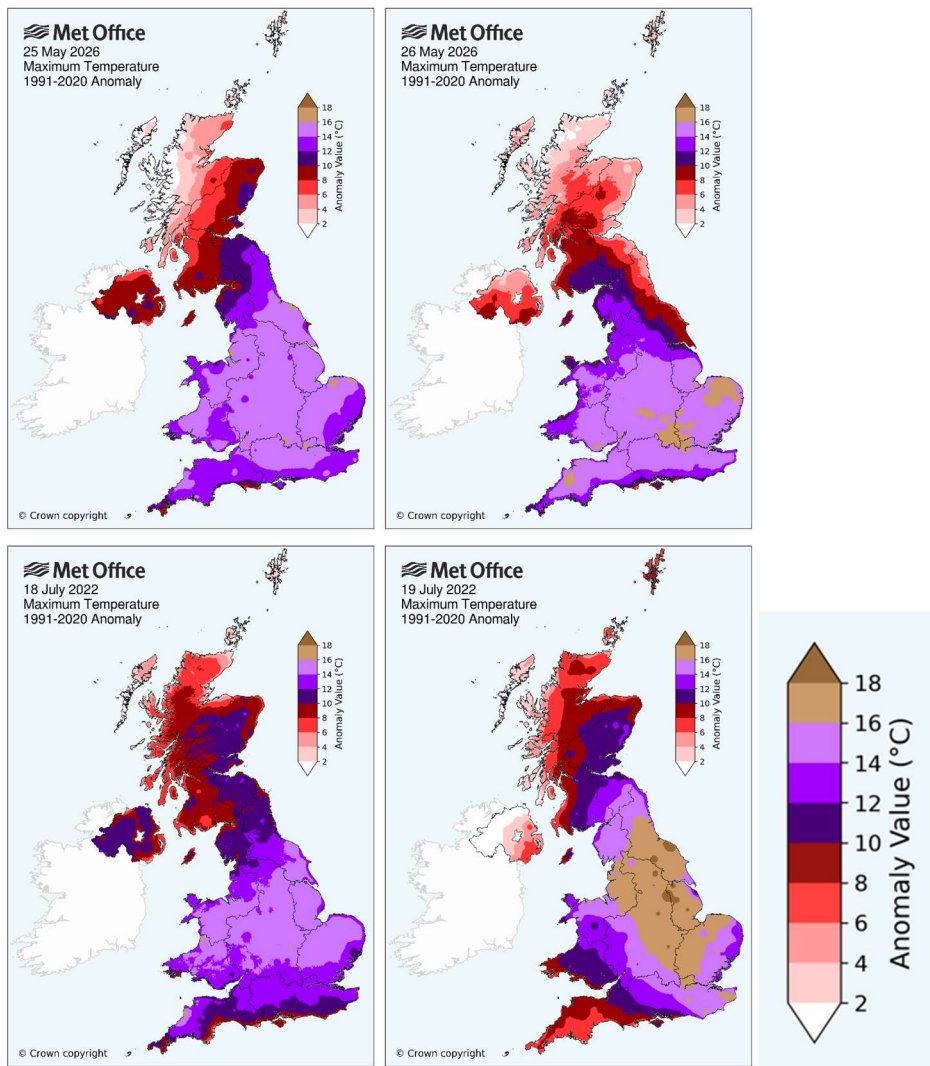 Met Office
25 May 2026
Maximum Temperature
1991-2020 Anomaly
18
16
14
12
10
8
6
4
2
Anomaly Value (°C)
© Crown copyright
Met Office
26 May 2026
Maximum Temperature
1991-2020 Anomaly
18
16
14
12
10
8
6
4
2
Anomaly Value (°C)
© Crown copyright
Met Office
18 July 2022
Maximum Temperature
1991-2020 Anomaly
18
16
14
12
10
8
6
4
2
Anomaly Value (°C)
© Crown copyright
Met Office
19 July 2022
Maximum Temperature
1991-2020 Anomaly
18
16
14
12
10
8
6
4
2
Anomaly Value (°C)
© Crown copyright
18
16
14
12
10
8
6
4
2
Anomaly Value (°C)